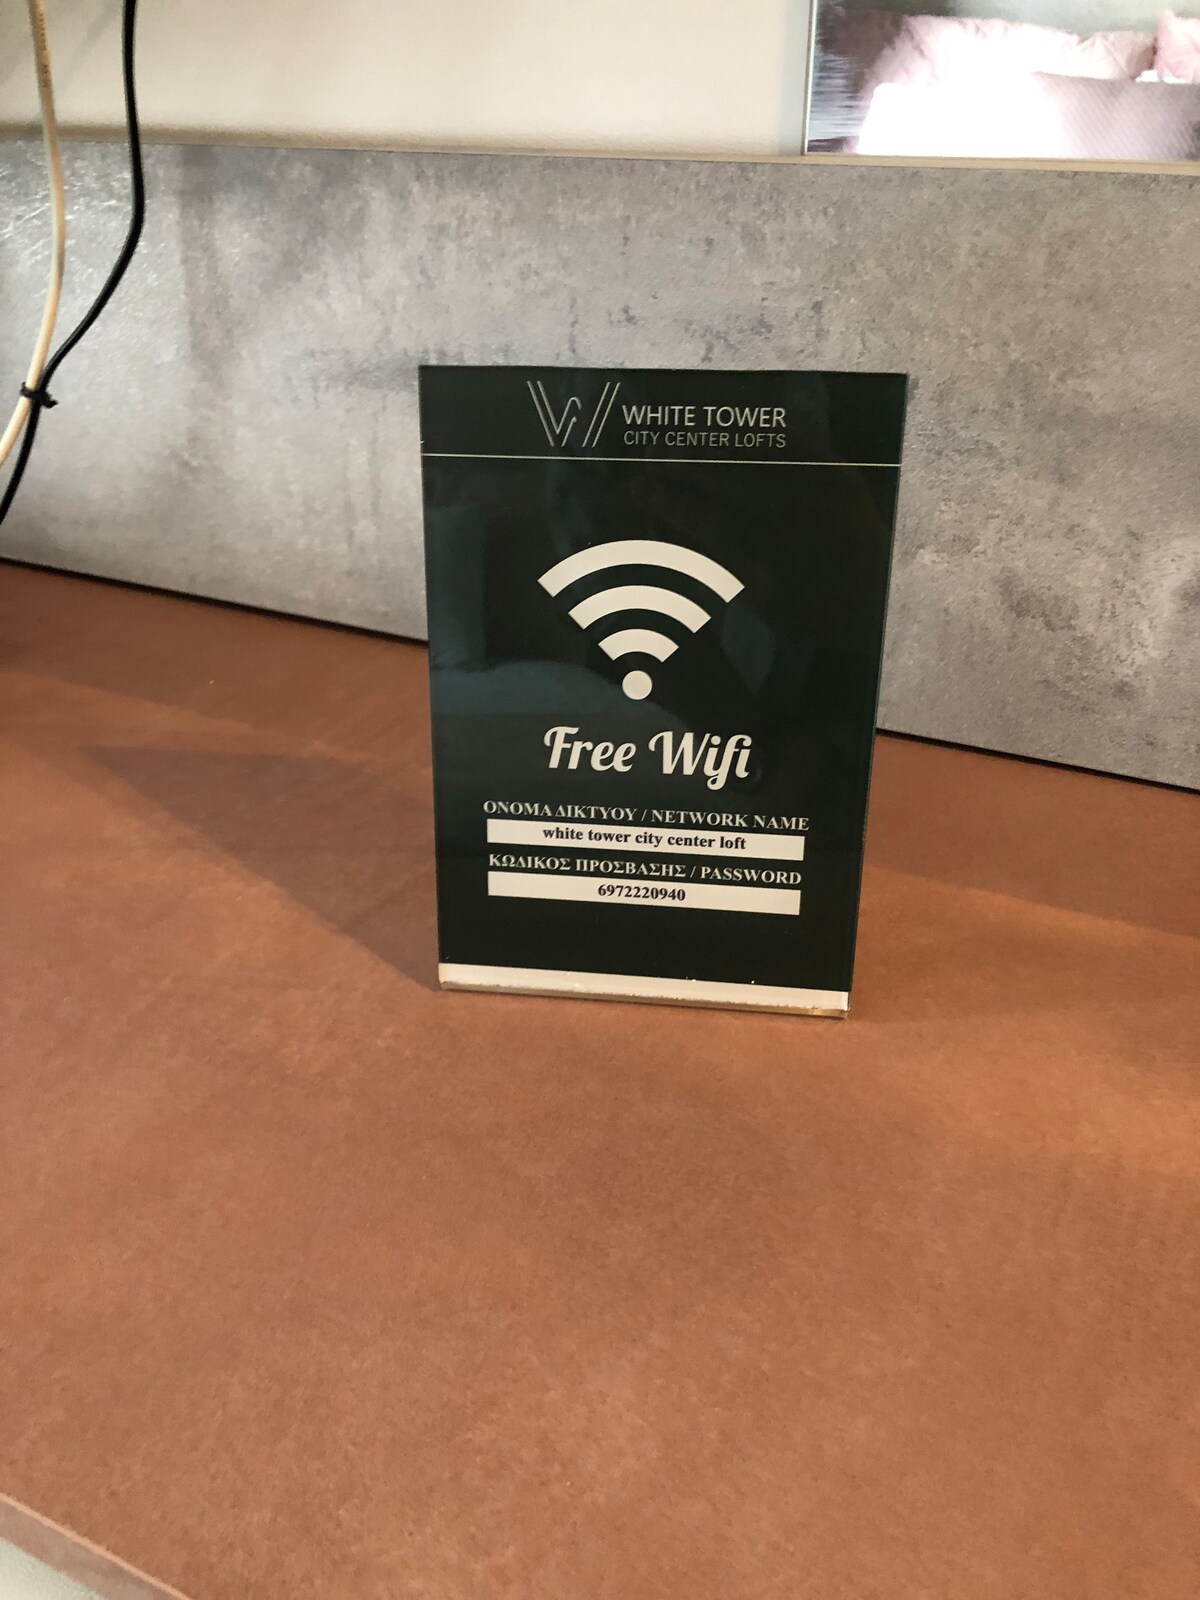 WHITE TOWER
CITY CENTER LOFTS
Free Wifi
ΟΝΟΜΑ ΔΙΚΤΥΟΥ / NETWORK NAME
white tower city center loft
ΚΩΔΙΚΟΣ ΠΡΟΣΒΑΣΗΣ / PASSWORD
6972220940